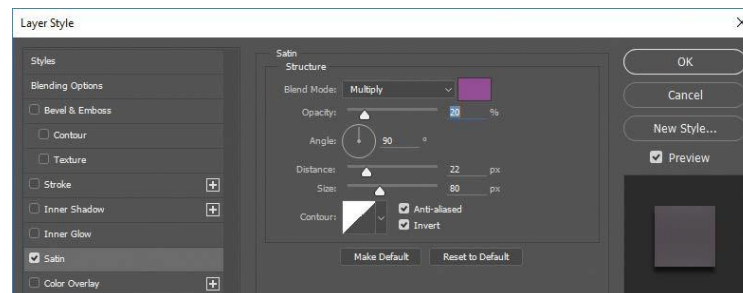 Layer Style
Styles
Blending Options
Bevel & Emboss
Contour
Texture
Stroke
Inner Shadow
Inner Glow
Satin
Color Overlay
Satin
Structure
Blend Mode: Multiply
Opacity: 20 %
Angle: 90 °
Distance: 22 px
Size: 80 px
Contour: Anti-aliased
Invert
Make Default Reset to Default
OK
Cancel
New Style...
Preview